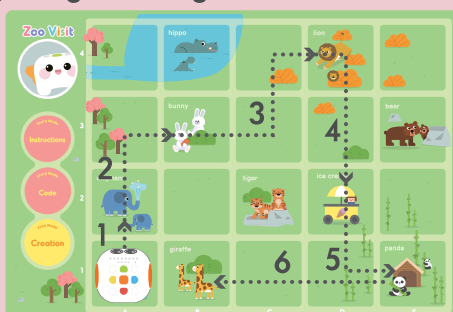 Zoo Visit
Instructions
Code
Creation
4
hippo
lion
3
bunny
3
4
bear
2
2
tiger
ice cre
1
1
giraffe
6
5
panda